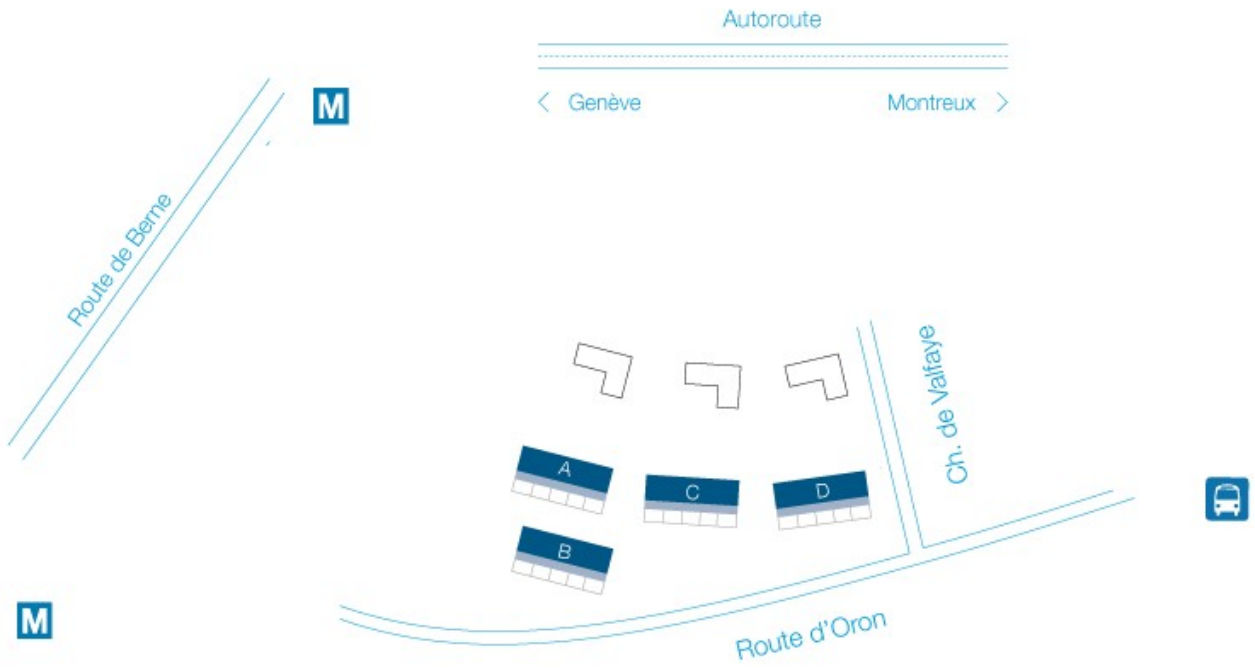 Autoroute
M
< Genève
Montreux >
Route de Berne
Ch. de Valfaye
A
C
D
B
M
Route d'Oron